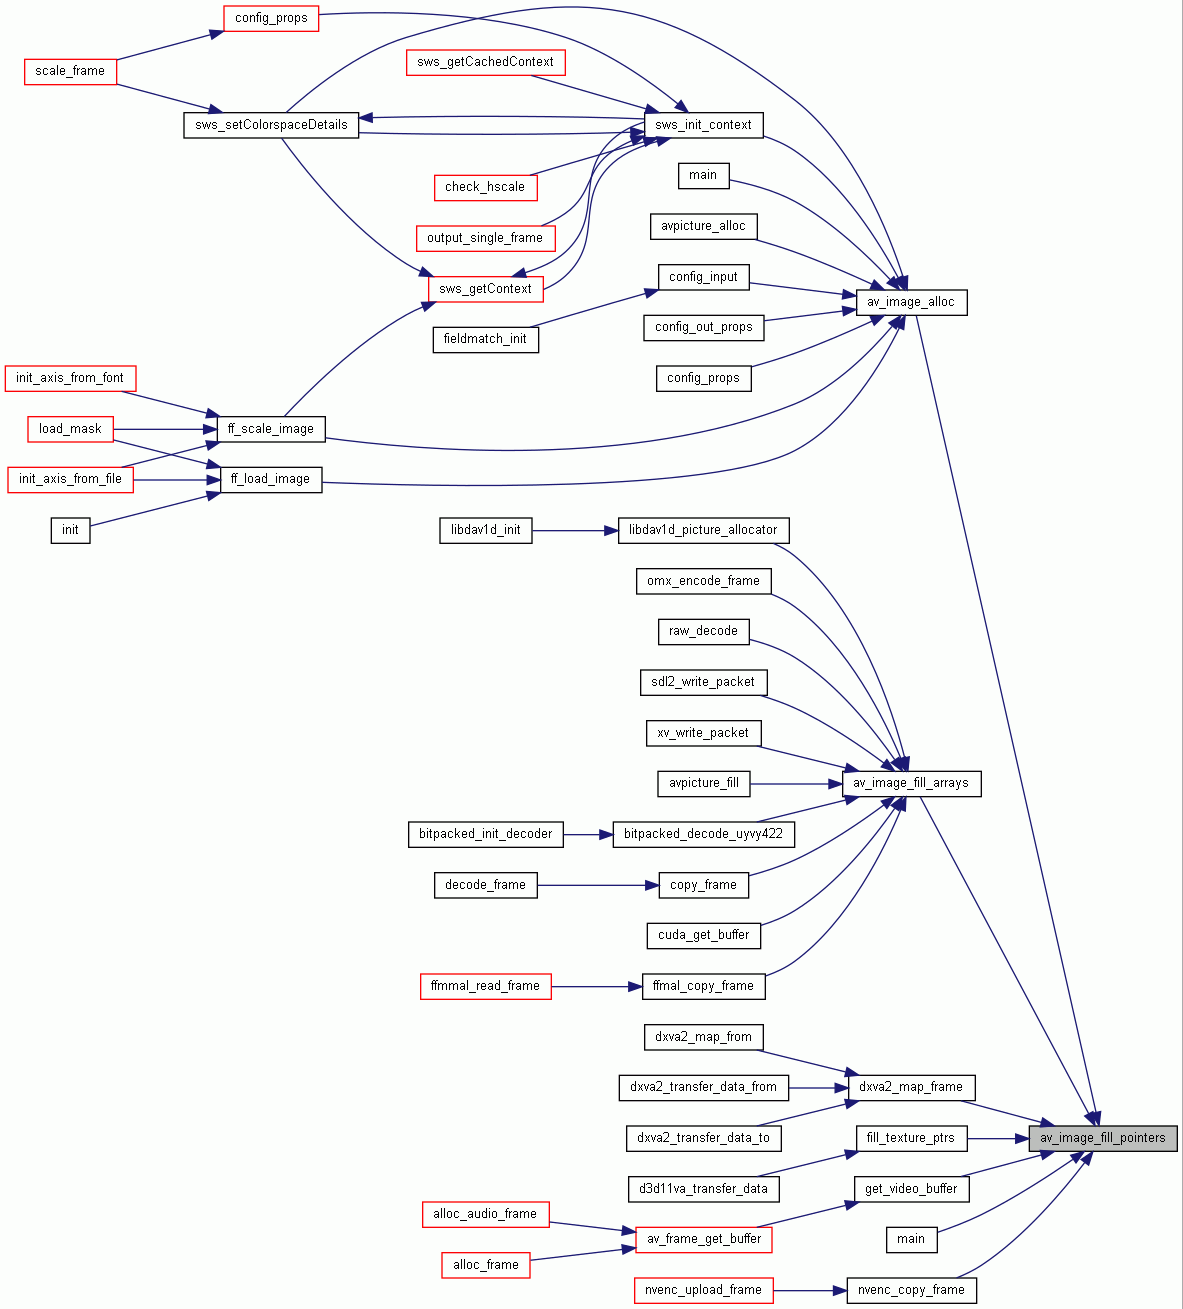 config_props
scale_frame
sws_getCachedContext
sws_setColorspaceDetails
sws_init_context
main
check_hscale
avpicture_alloc
output_single_frame
config_input
sws_getContext
av_image_alloc
config_out_props
fieldmatch_init
config_props
init_axis_from_font
load_mask
ff_scale_image
init_axis_from_file
ff_load_image
init
libdav1d_init
libdav1d_picture_allocator
omx_encode_frame
raw_decode
sdl2_write_packet
xv_write_packet
avpicture_fill
av_image_fill_arrays
bitpacked_init_decoder
bitpacked_decode_uyvy422
decode_frame
copy_frame
cuda_get_buffer
ffmmal_read_frame
ffmal_copy_frame
dxva2_map_from
dxva2_transfer_data_from
dxva2_map_frame
dxva2_transfer_data_to
fill_texture_ptrs
av_image_fill_pointers
d3d11va_transfer_data
get_video_buffer
alloc_audio_frame
av_frame_get_buffer
main
alloc_frame
nvenc_upload_frame
nvenc_copy_frame